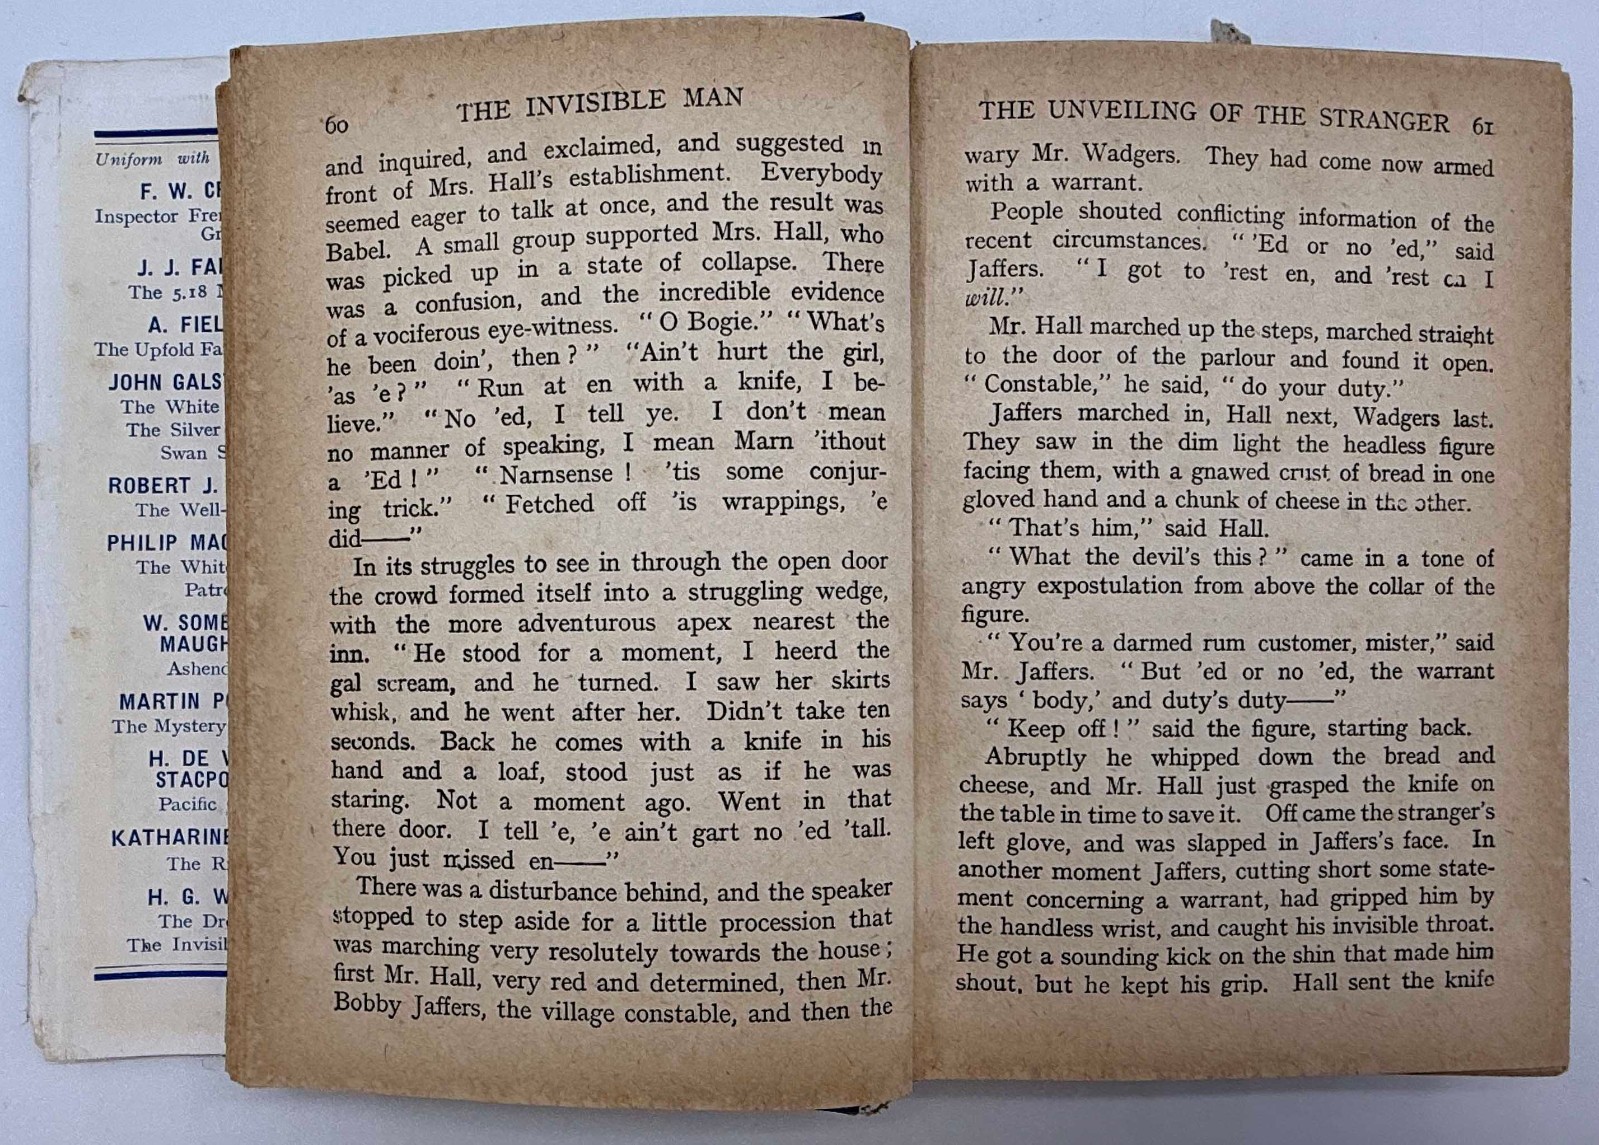 Uniform with
F. W. C
Inspector Fre
Gr
J. J. FA
The 5.18
A. FIEL
The Upfold Fa
JOHN GALS
The White
The Silver
Swan S
ROBERT J.
The Well-
PHILIP MAC
The Whit
Patr
W. SOME
MAUGH
Ashend
MARTIN P
The Mystery
H. DE V
STACPO
Pacific
KATHARINE
The R
H. G. W
The Dr
The Invisi
60 THE INVISIBLE MAN
and inquired, and exclaimed, and suggested in
front of Mrs. Hall's establishment. Everybody
seemed eager to talk at once, and the result was
Babel. A small group supported Mrs. Hall, who
was picked up in a state of collapse. There
was a confusion, and the incredible evidence
of a vociferous eye-witness. “O Bogie.” “What's
he been doin', then?” “Ain't hurt the girl,
'as 'e?” “Run at en with a knife, I be-
lieve.” “No 'ed, I tell ye. I don't mean
no manner of speaking, I mean Marn 'ithout
a 'Ed!” “Narnsense! 'tis some conjur-
ing trick.” “Fetched off 'is wrappings, 'e
did——”
In its struggles to see in through the open door
the crowd formed itself into a struggling wedge,
with the more adventurous apex nearest the
inn. “He stood for a moment, I heerd the
gal scream, and he turned. I saw her skirts
whisk, and he went after her. Didn't take ten
seconds. Back he comes with a knife in his
hand and a loaf, stood just as if he was
staring. Not a moment ago. Went in that
there door. I tell 'e, 'e ain't gart no 'ed 'tall.
You just missed en——”
There was a disturbance behind, and the speaker
stopped to step aside for a little procession that
was marching very resolutely towards the house;
first Mr. Hall, very red and determined, then Mr.
Bobby Jaffers, the village constable, and then the
THE UNVEILING OF THE STRANGER 61
wary Mr. Wadgers. They had come now armed
with a warrant.
People shouted conflicting information of the
recent circumstances. “'Ed or no 'ed,” said
Jaffers. “I got to 'rest en, and 'rest en I
will.”
Mr. Hall marched up the steps, marched straight
to the door of the parlour and found it open.
“Constable,” he said, “do your duty.”
Jaffers marched in, Hall next, Wadgers last.
They saw in the dim light the headless figure
facing them, with a gnawed crust of bread in one
gloved hand and a chunk of cheese in the other.
“That's him,” said Hall.
“What the devil's this?” came in a tone of
angry expostulation from above the collar of the
figure.
“You're a darmed rum customer, mister,” said
Mr. Jaffers. “But 'ed or no 'ed, the warrant
says ‘body,’ and duty's duty——”
“Keep off!” said the figure, starting back.
Abruptly he whipped down the bread and
cheese, and Mr. Hall just grasped the knife on
the table in time to save it. Off came the stranger's
left glove, and was slapped in Jaffers's face. In
another moment Jaffers, cutting short some state-
ment concerning a warrant, had gripped him by
the handless wrist, and caught his invisible throat.
He got a sounding kick on the shin that made him
shout, but he kept his grip. Hall sent the knife